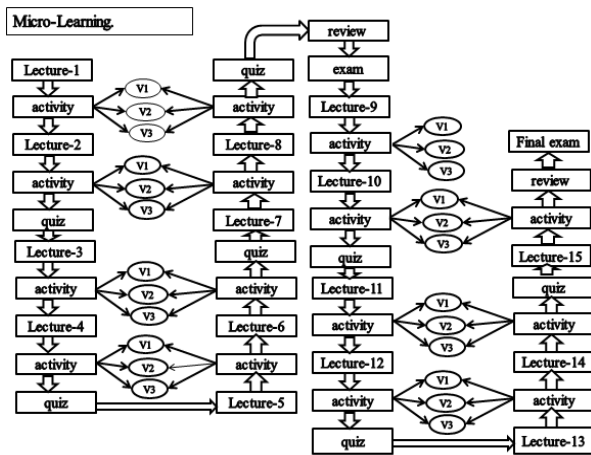 Micro-Learning.
Lecture-1
activity
Lecture-2
activity
quiz
Lecture-3
activity
Lecture-4
activity
quiz
V1
V2
V3
V1
V2
V3
V1
V2
V3
V1
V2
V3
quiz
activity
Lecture-8
activity
Lecture-7
quiz
activity
Lecture-6
activity
Lecture-5
review
exam
Lecture-9
activity
Lecture-10
activity
quiz
Lecture-11
activity
Lecture-12
activity
quiz
V1
V2
V3
V1
V2
V3
V1
V2
V3
V1
V2
V3
Final exam
review
activity
Lecture-15
quiz
activity
Lecture-14
activity
Lecture-13